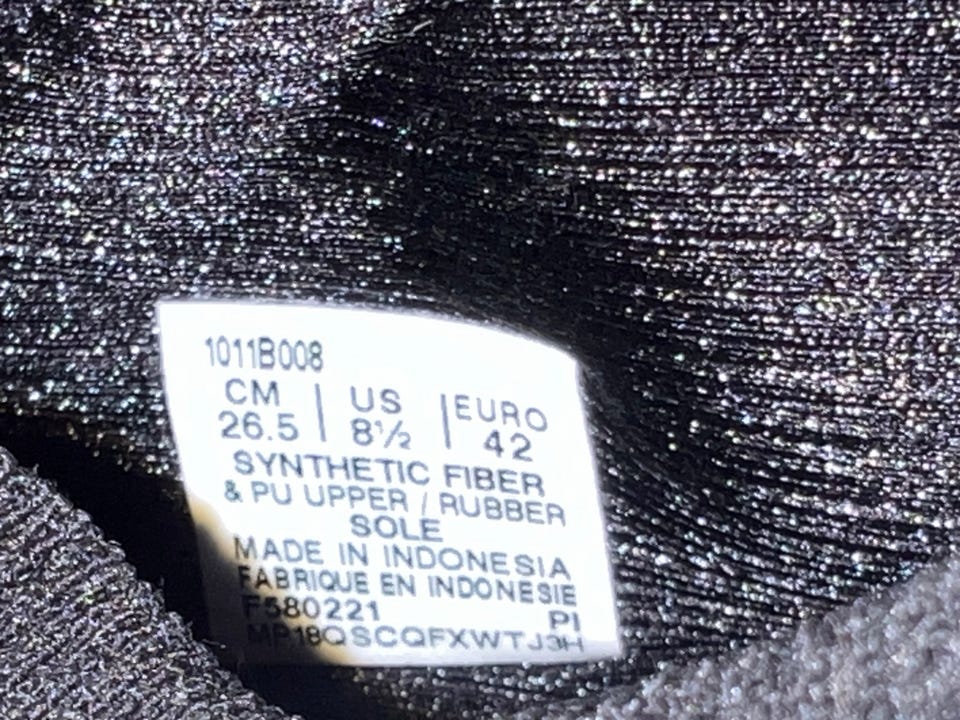 1011B008
CM | US | EURO
26.5 | 8½ | 42
SYNTHETIC FIBER
& PU UPPER / RUBBER
SOLE
MADE IN INDONESIA
FABRIQUE EN INDONESIE
F580221 PI
MP18QSCQFXWTJ3H